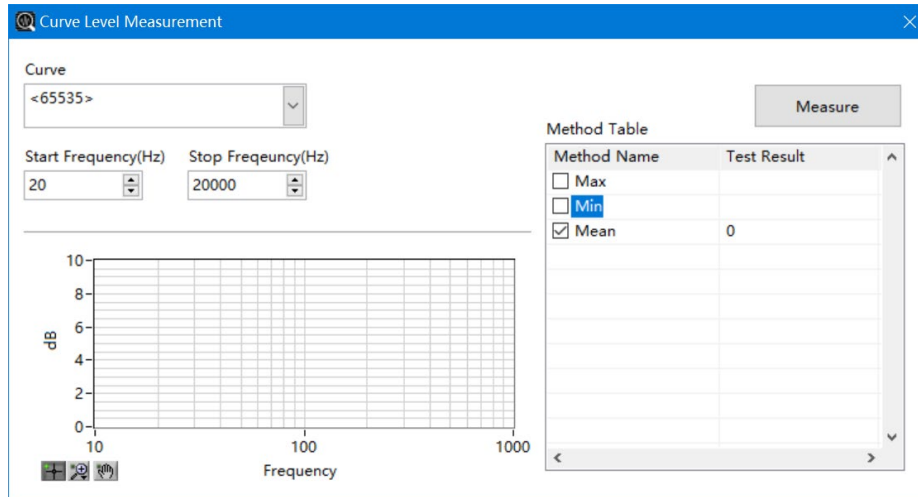 Curve Level Measurement
Curve
<65535>
Measure
Method Table
Start Frequency(Hz) Stop Freqeuncy(Hz)
20 20000
Method Name Test Result
Max
Min
Mean 0
10
8
6
4
2
0
dB
10 100 1000
Frequency